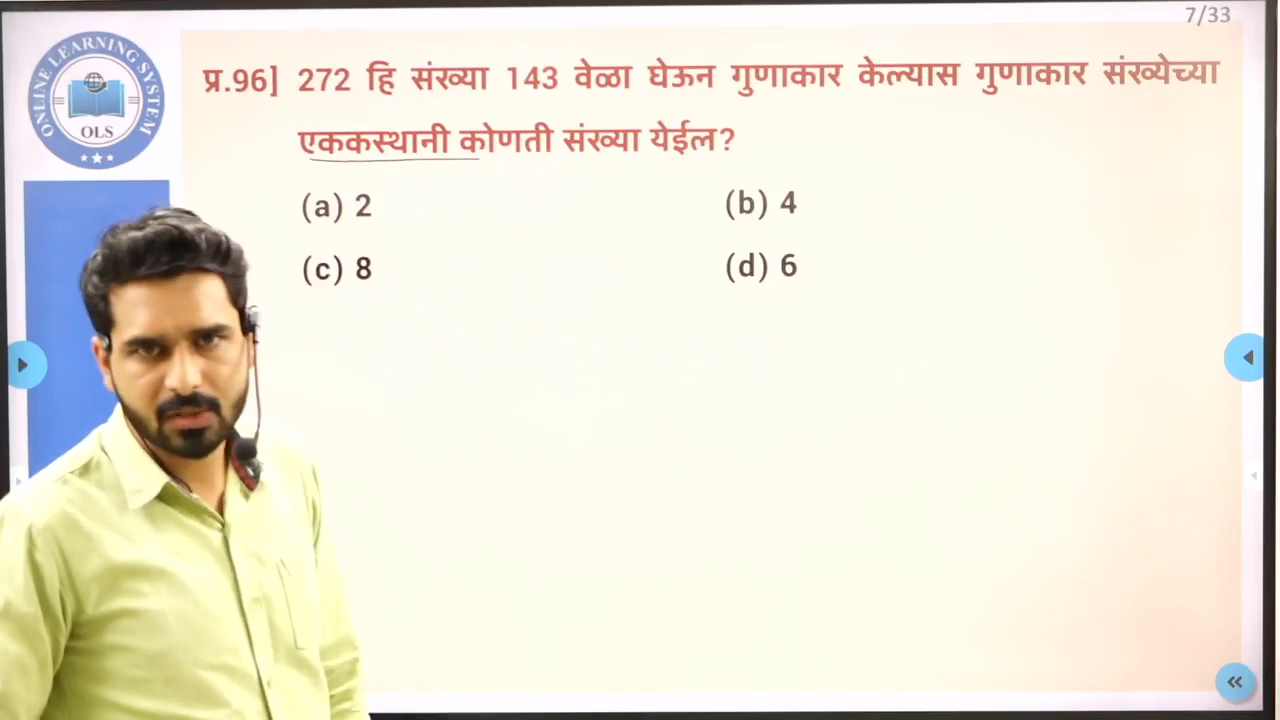 7/33
ONLINE LEARNING SYSTEM
OLS
प्र.96] 272 हि संख्या 143 वेळा घेऊन गुणाकार केल्यास गुणाकार संख्येच्या
एककस्थानी कोणती संख्या येईल?
(a) 2 (b) 4
(c) 8 (d) 6